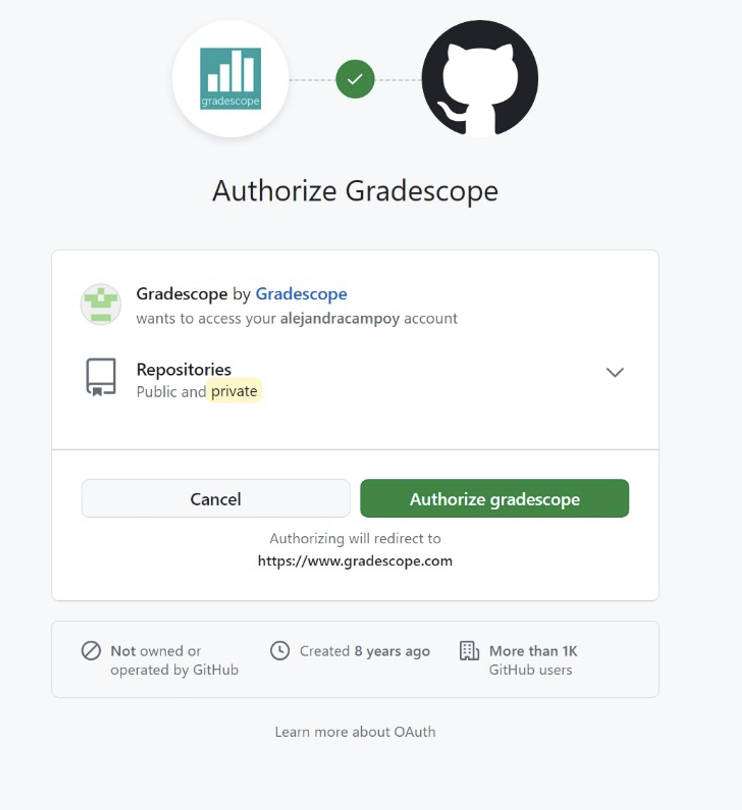 gradescope
Authorize Gradescope
Gradescope by Gradescope
wants to access your alejandracampoy account
Repositories
Public and private
Cancel
Authorize gradescope
Authorizing will redirect to
https://www.gradescope.com
Not owned or
operated by GitHub
Created 8 years ago
More than 1K
GitHub users
Learn more about OAuth